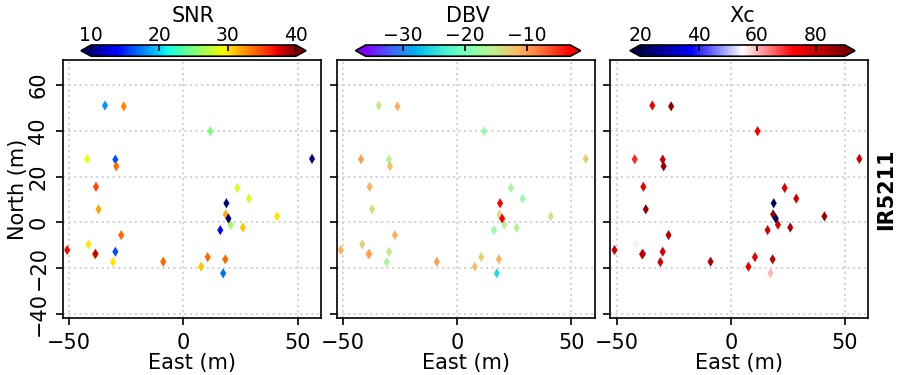 SNR DBV Xc
10 20 30 40 −30 −20 −10 20 40 60 80
60
40
20
0
−20
−40
North (m)
−50 0 50 −50 0 50 −50 0 50
East (m) East (m) East (m)
IR5211